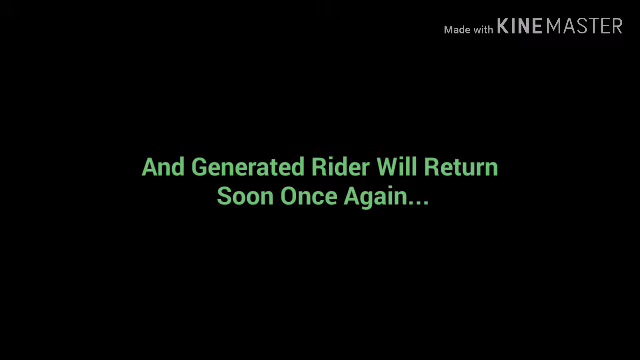 Made with KINEMASTER
And Generated Rider Will Return
Soon Once Again...